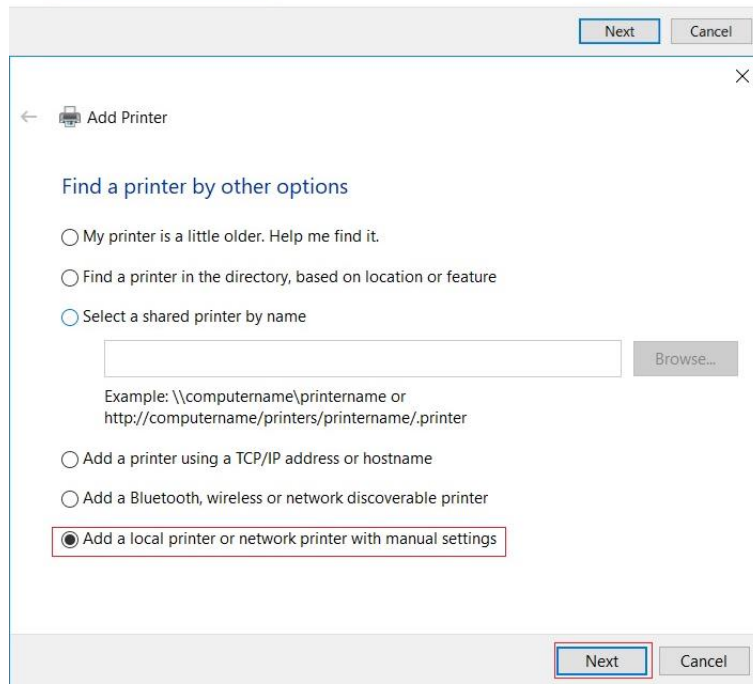 Next Cancel
Add Printer
Find a printer by other options
My printer is a little older. Help me find it.
Find a printer in the directory, based on location or feature
Select a shared printer by name
Browse...
Example: \\computername\printername or
http://computername/printers/printername/.printer
Add a printer using a TCP/IP address or hostname
Add a Bluetooth, wireless or network discoverable printer
Add a local printer or network printer with manual settings
Next Cancel